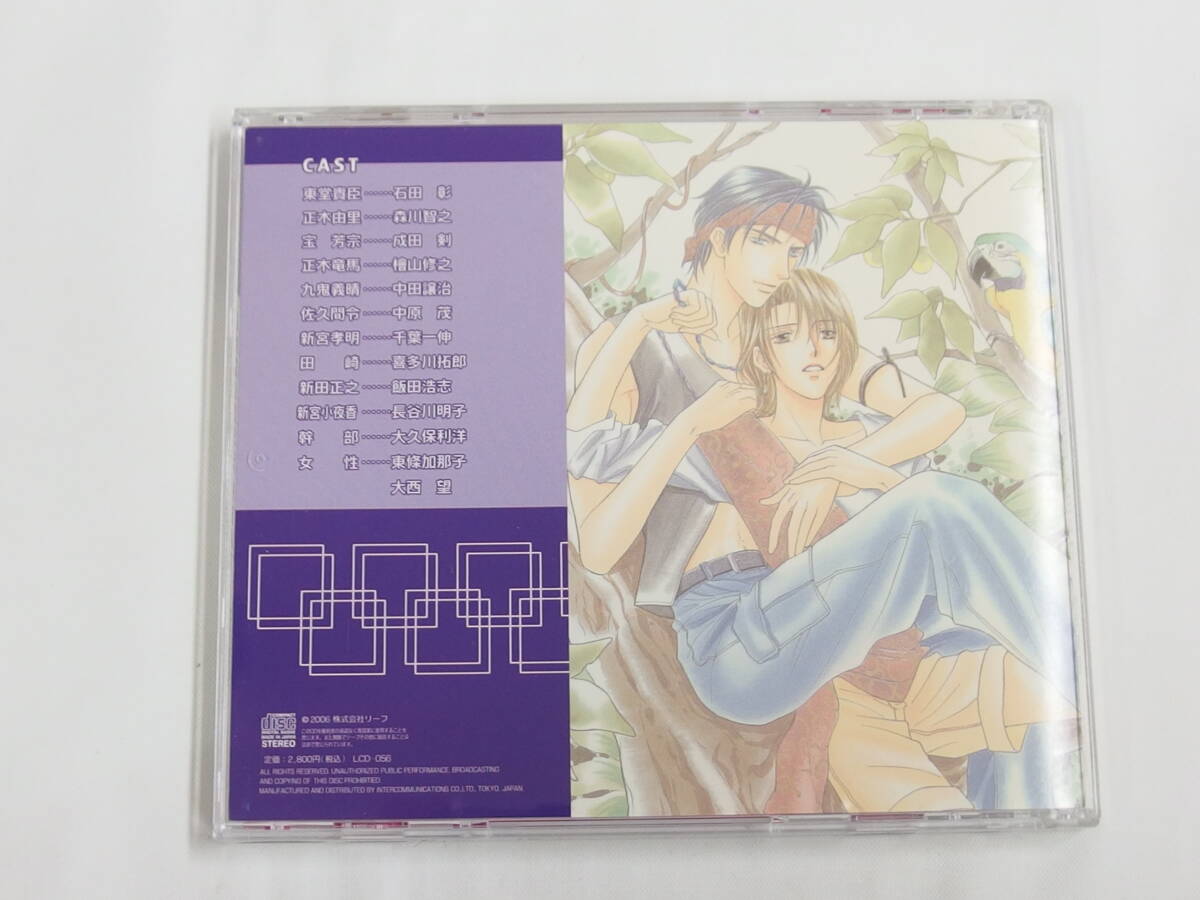 CAST
東堂貴臣……石田　彰
正木由里……森川智之
宝　芳宗……成田　剣
正木竜馬……檜山修之
九鬼義晴……中田譲治
佐久間令……中原　茂
新宮孝明……千葉一伸
田　　崎……喜多川拓郎
新田正之……飯田浩志
新宮小夜香……長谷川明子
幹　　部……大久保利洋
女　　性……東條加那子
大西　望
COMPACT
disc
DIGITAL AUDIO
MADE IN JAPAN
STEREO
© 2006 株式会社リーフ
定価：2,800円(税込)　LCD-056
ALL RIGHTS RESERVED. UNAUTHORIZED PUBLIC PERFORMANCE, BROADCASTING
AND COPYING OF THIS DISC PROHIBITED.
MANUFACTURED AND DISTRIBUTED BY INTERCOMMUNICATIONS CO.,LTD, TOKYO, JAPAN.